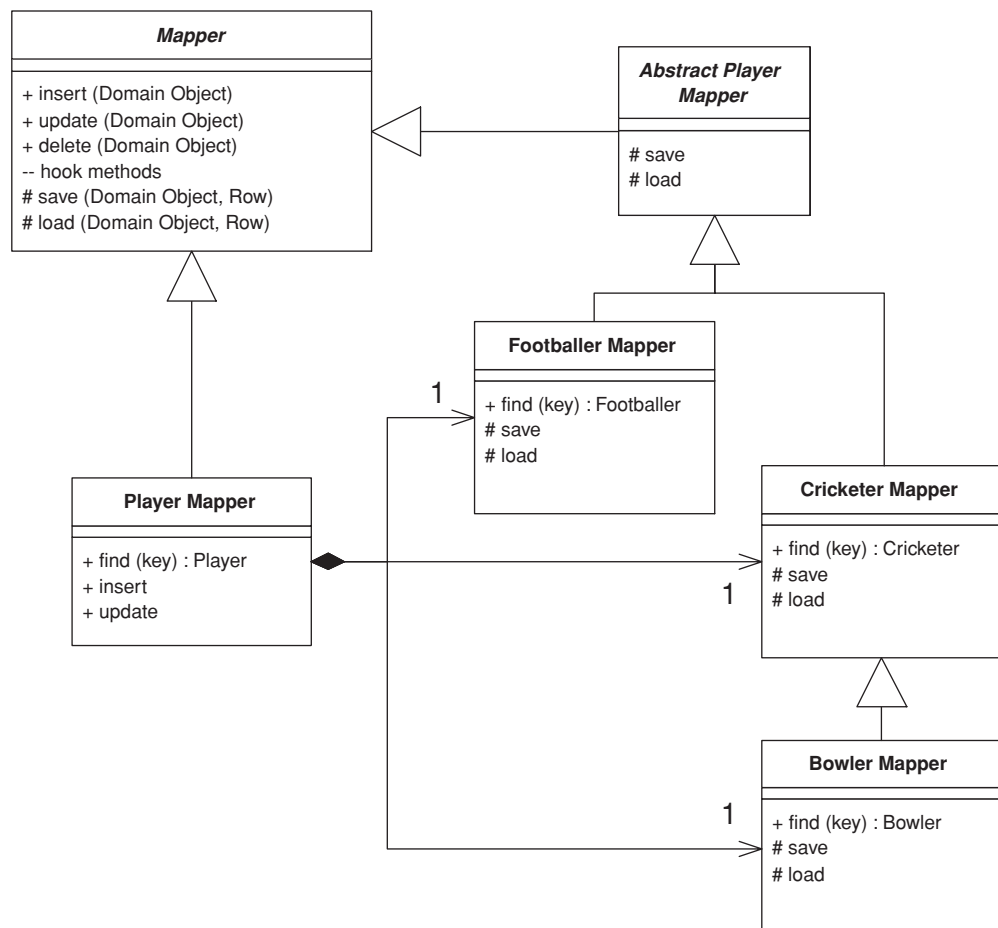 Mapper
+ insert (Domain Object)
+ update (Domain Object)
+ delete (Domain Object)
-- hook methods
# save (Domain Object, Row)
# load (Domain Object, Row)
Abstract Player
Mapper
# save
# load
Footballer Mapper
+ find (key) : Footballer
# save
# load
1
Player Mapper
+ find (key) : Player
+ insert
+ update
Cricketer Mapper
+ find (key) : Cricketer
# save
# load
1
Bowler Mapper
+ find (key) : Bowler
# save
# load
1